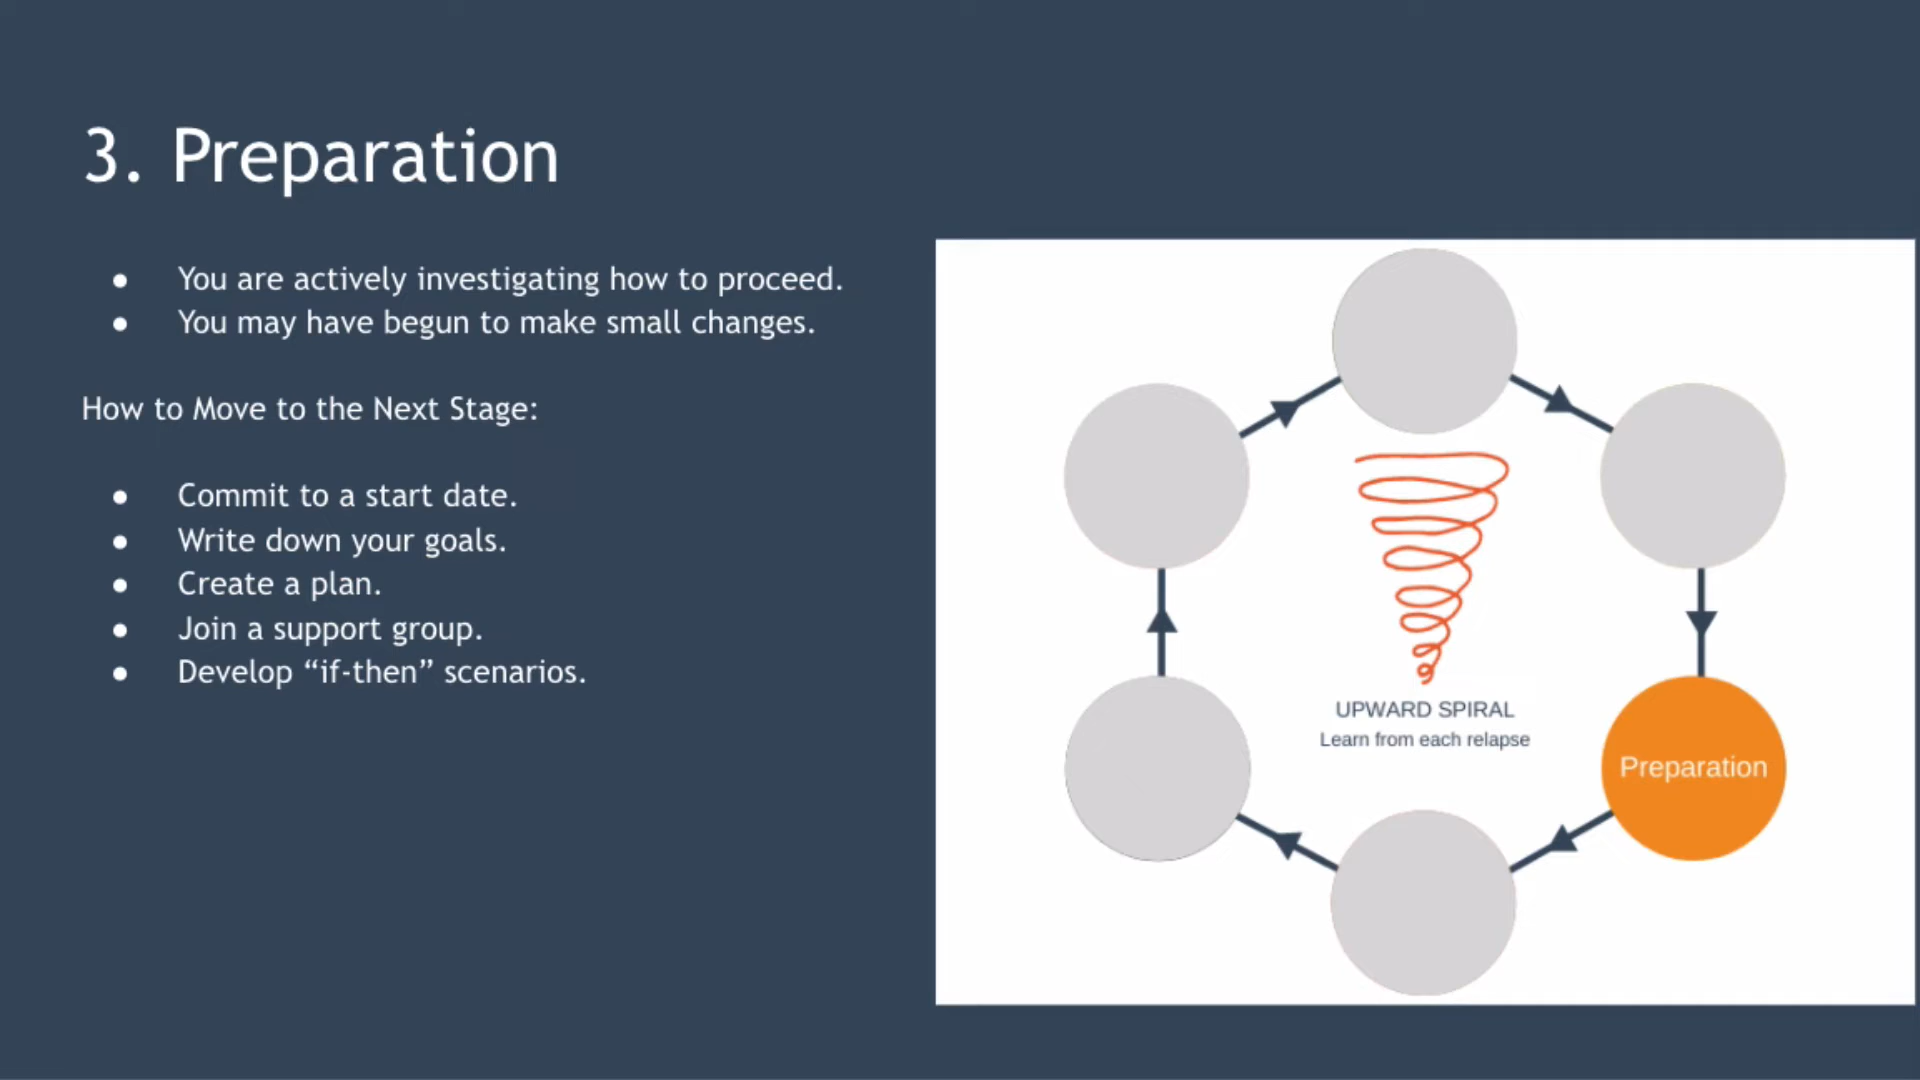 3. Preparation
● You are actively investigating how to proceed.
● You may have begun to make small changes.
How to Move to the Next Stage:
● Commit to a start date.
● Write down your goals.
● Create a plan.
● Join a support group.
● Develop “if-then” scenarios.
UPWARD SPIRAL
Learn from each relapse
Preparation